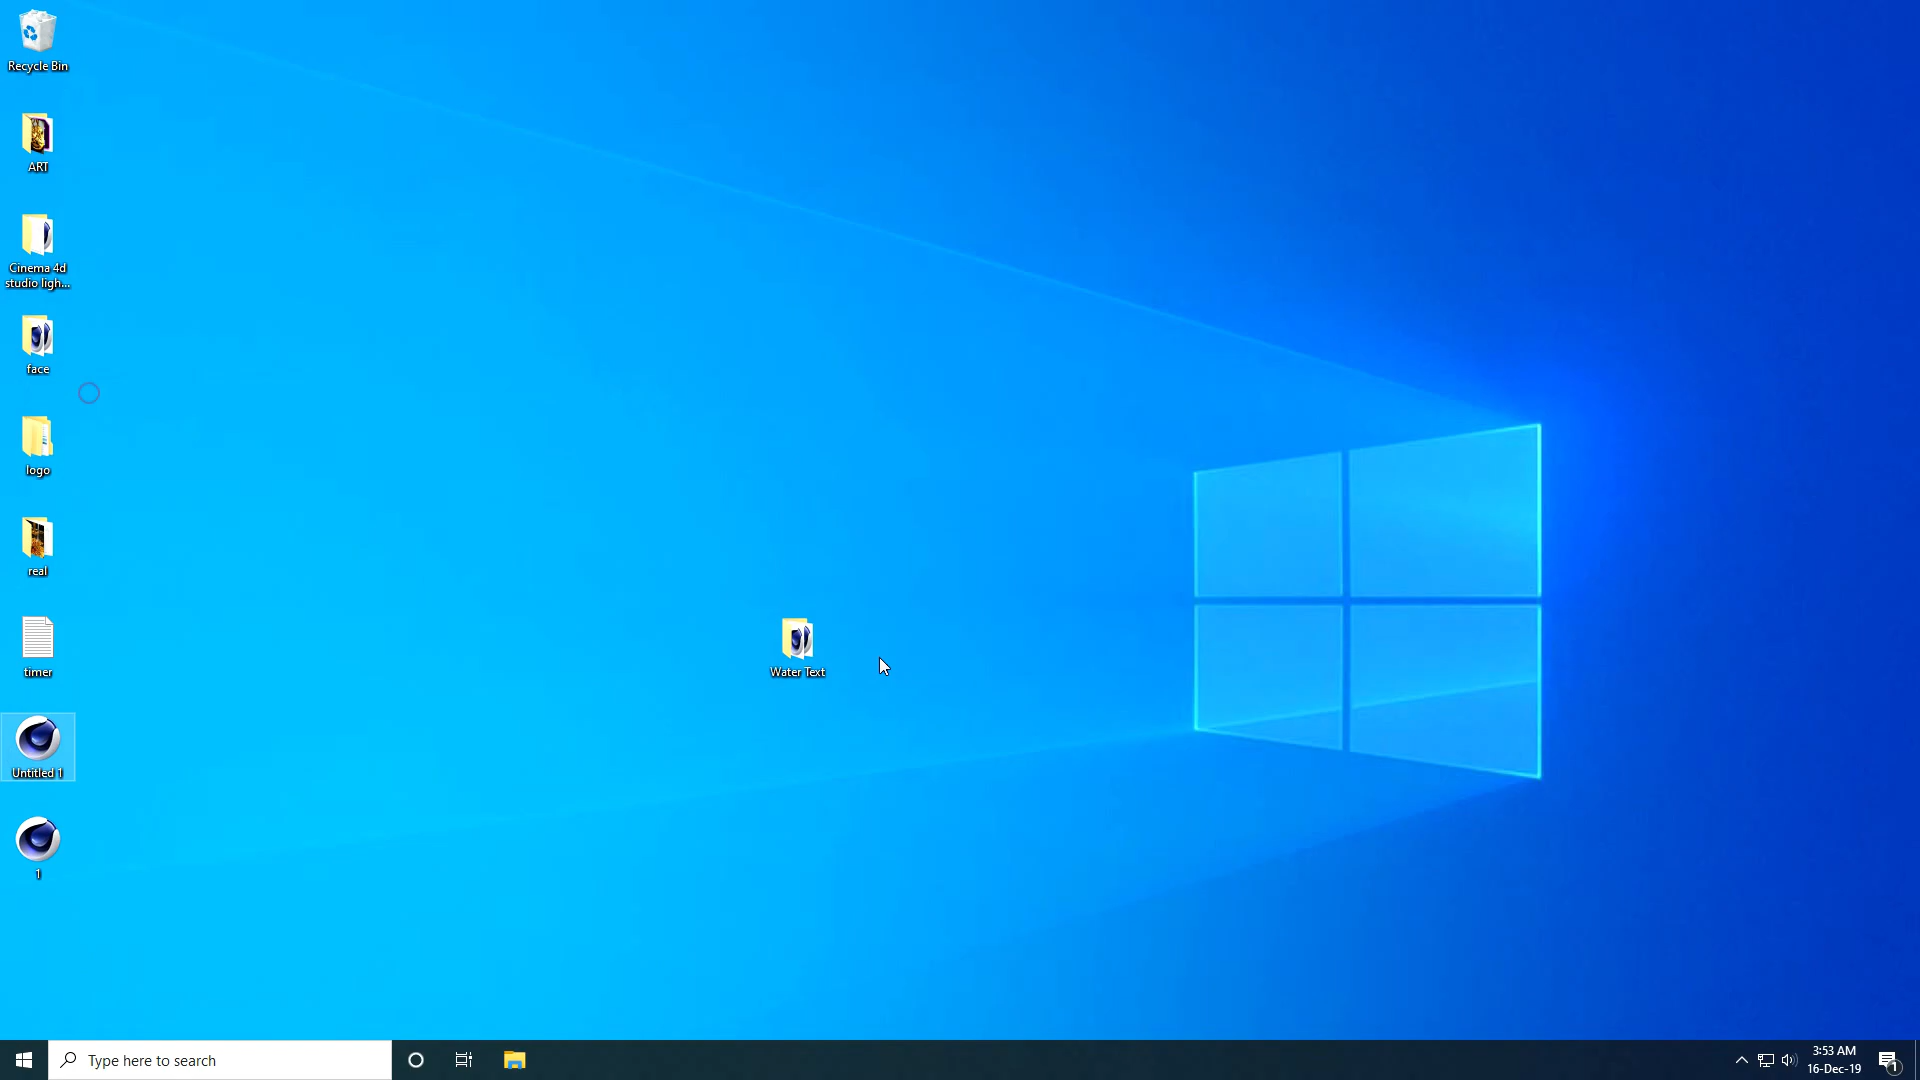 Recycle Bin
ART
Cinema 4d
studio ligh...
face
logo
real
timer
Water Text
Untitled 1
1
Type here to search
3:53 AM
16-Dec-19
1